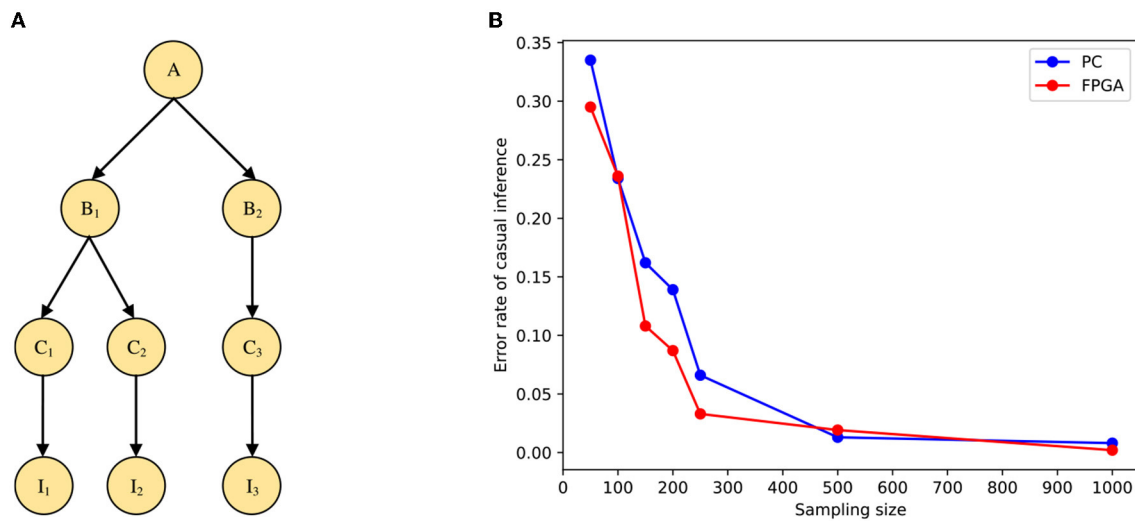 A
A
B₁
B₂
C₁
C₂
C₃
I₁
I₂
I₃
B
0.35
0.30
0.25
0.20
0.15
0.10
0.05
0.00
Error rate of casual inference
PC
FPGA
0 100 200 300 400 500 600 700 800 900 1000
Sampling size